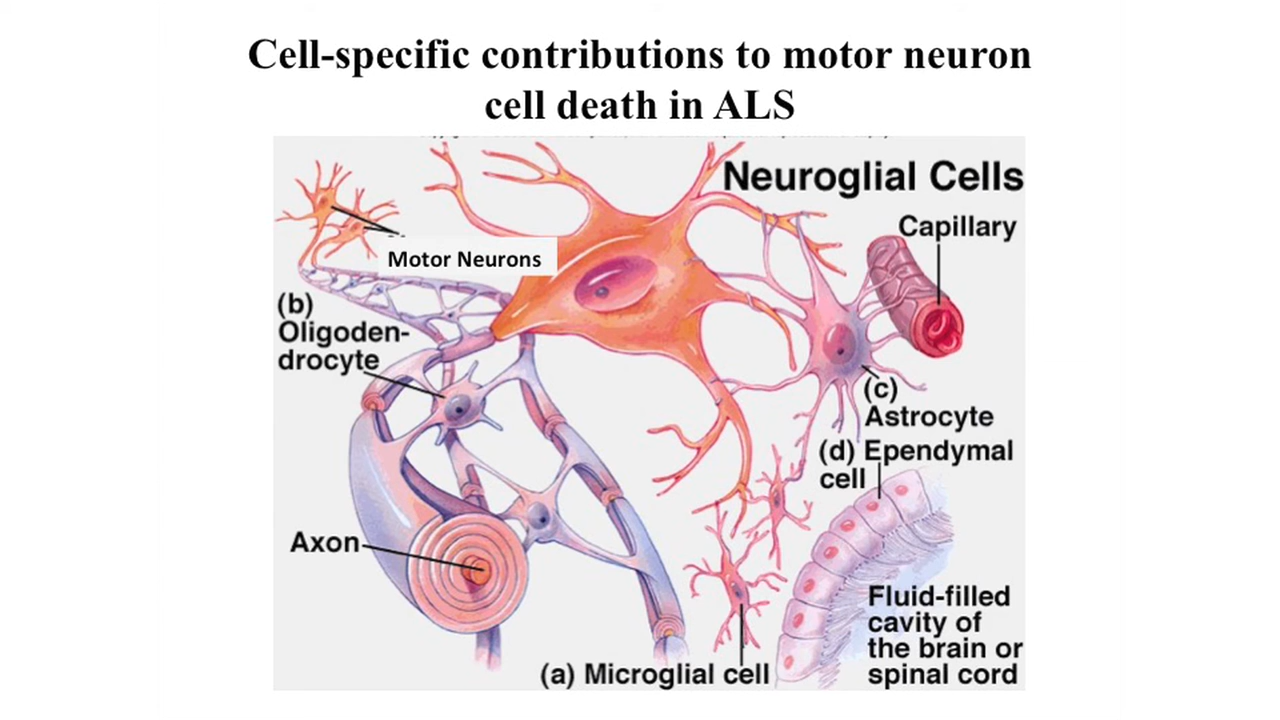 Cell-specific contributions to motor neuron
cell death in ALS
Neuroglial Cells
Capillary
Motor Neurons
(b)
Oligoden-
drocyte
(c)
Astrocyte
(d) Ependymal
cell
Axon
Fluid-filled
cavity of
the brain or
spinal cord
(a) Microglial cell